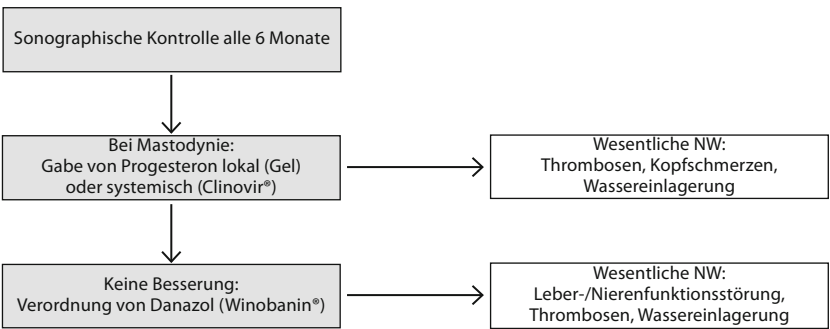 Sonographische Kontrolle alle 6 Monate
Bei Mastodynie:
Gabe von Progesteron lokal (Gel)
oder systemisch (Clinovir®)
Wesentliche NW:
Thrombosen, Kopfschmerzen,
Wassereinlagerung
Keine Besserung:
Verordnung von Danazol (Winobanin®)
Wesentliche NW:
Leber-/Nierenfunktionsstörung,
Thrombosen, Wassereinlagerung